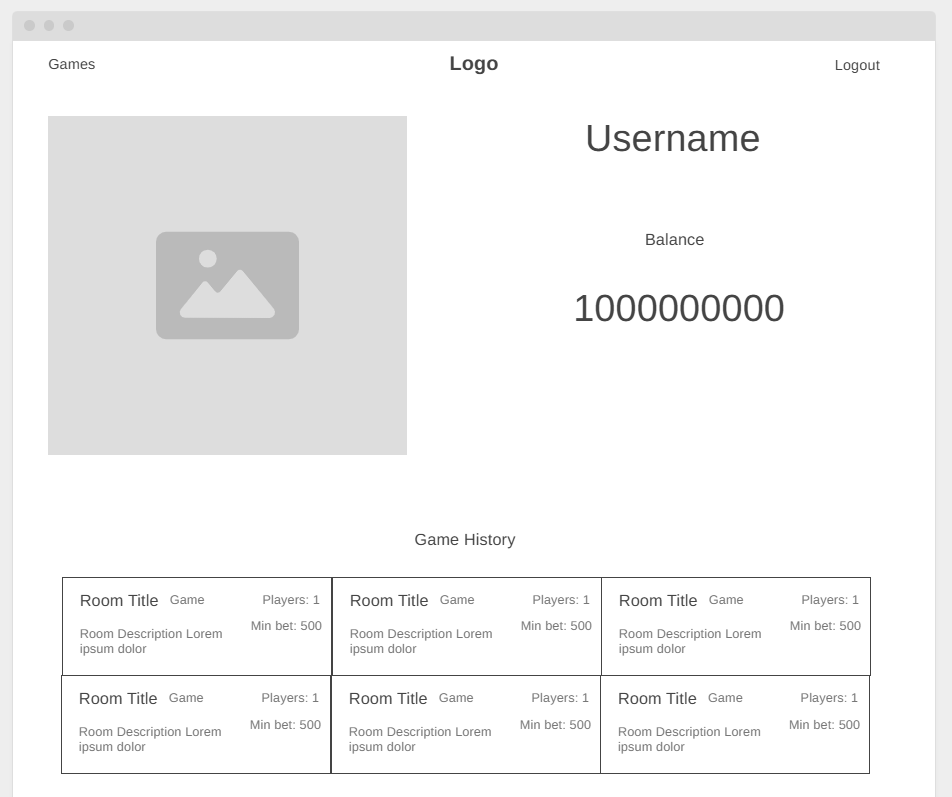 Games
Logo
Logout
Username
Balance
1000000000
Game History
Room Title Game Players: 1
Min bet: 500
Room Description Lorem
ipsum dolor
Room Title Game Players: 1
Min bet: 500
Room Description Lorem
ipsum dolor
Room Title Game Players: 1
Min bet: 500
Room Description Lorem
ipsum dolor
Room Title Game Players: 1
Min bet: 500
Room Description Lorem
ipsum dolor
Room Title Game Players: 1
Min bet: 500
Room Description Lorem
ipsum dolor
Room Title Game Players: 1
Min bet: 500
Room Description Lorem
ipsum dolor